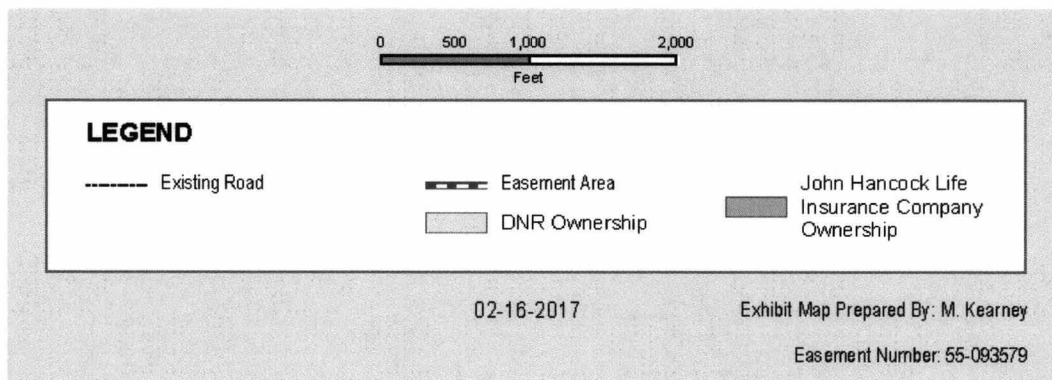 0 500 1,000 2,000
Feet
LEGEND
Existing Road
Easement Area
DNR Ownership
John Hancock Life
Insurance Company
Ownership
02-16-2017
Exhibit Map Prepared By: M. Kearney
Easement Number: 55-093579